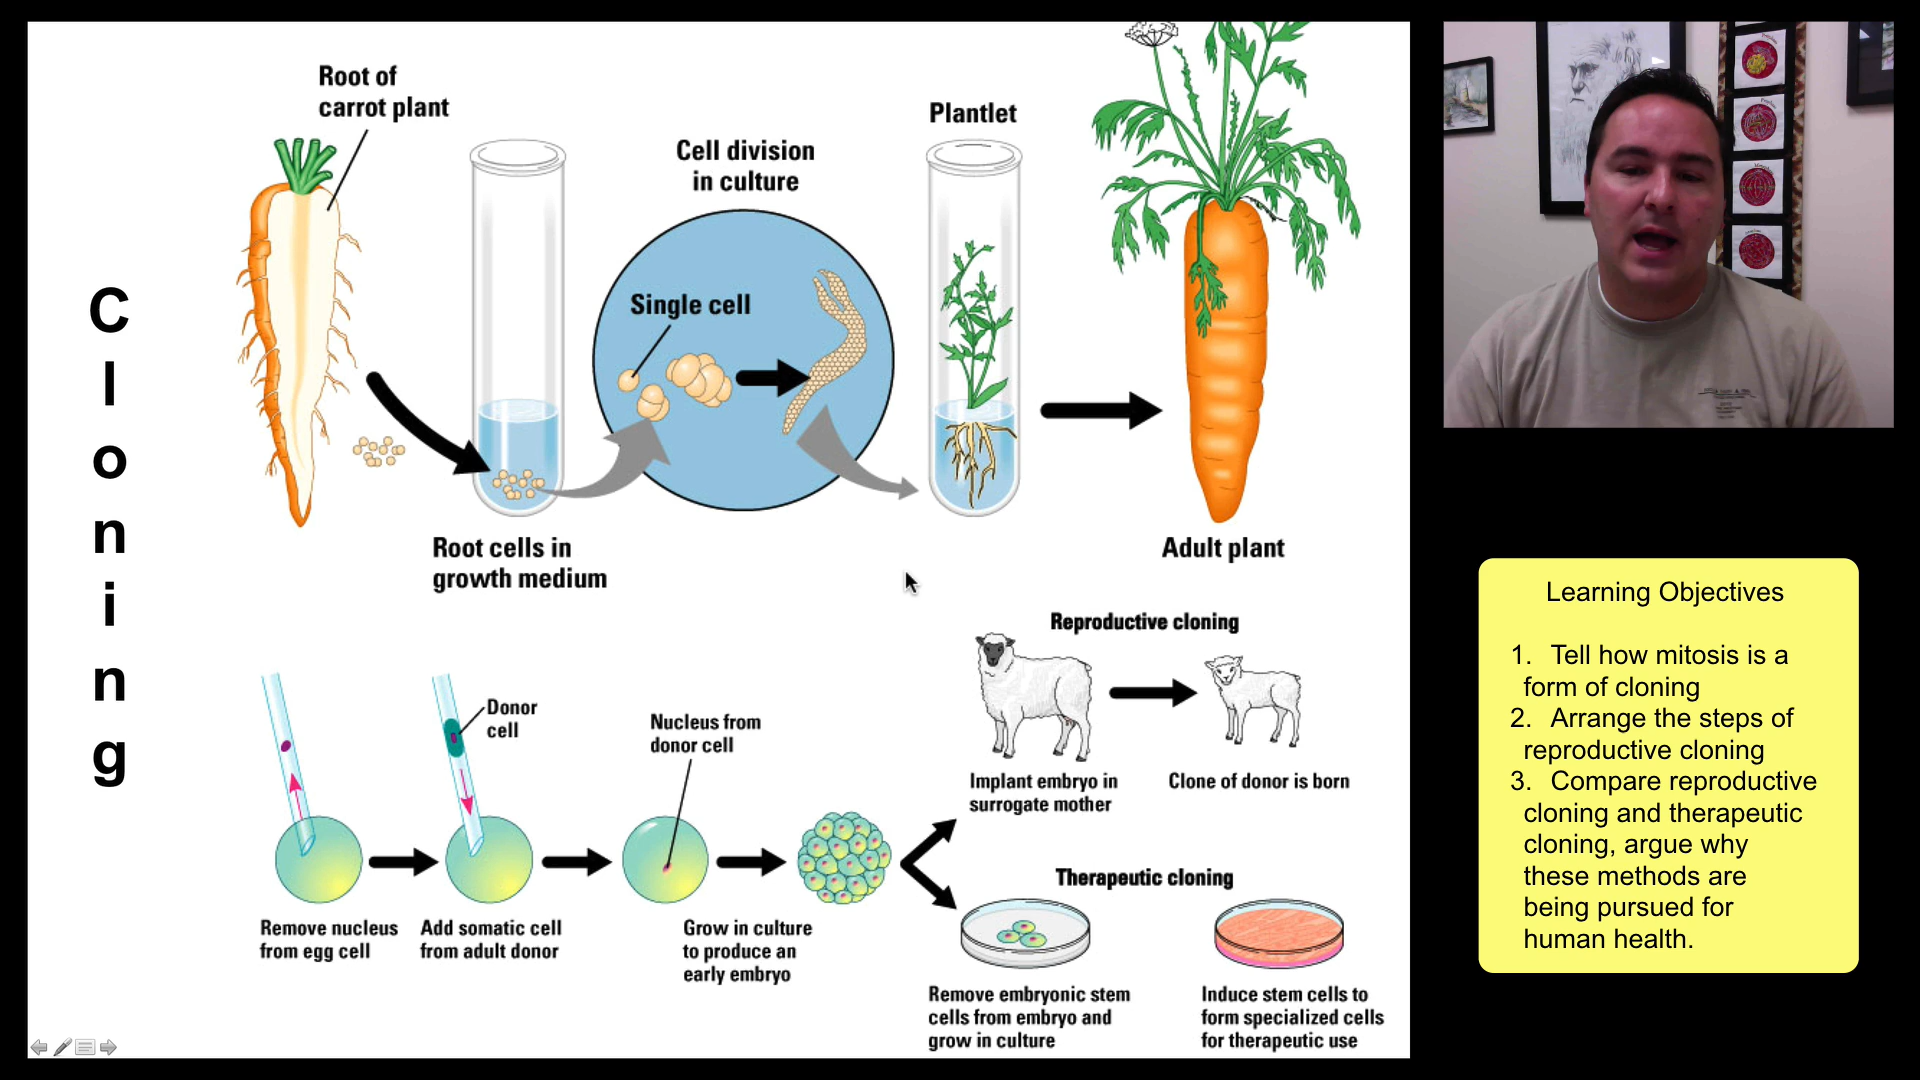 Cloning
Root of
carrot plant
Cell division
in culture
Plantlet
Single cell
Root cells in
growth medium
Adult plant
Reproductive cloning
Donor
cell
Nucleus from
donor cell
Implant embryo in
surrogate mother
Clone of donor is born
Remove nucleus
from egg cell
Add somatic cell
from adult donor
Grow in culture
to produce an
early embryo
Therapeutic cloning
Remove embryonic stem
cells from embryo and
grow in culture
Induce stem cells to
form specialized cells
for therapeutic use
Learning Objectives
1. Tell how mitosis is a
form of cloning
2. Arrange the steps of
reproductive cloning
3. Compare reproductive
cloning and therapeutic
cloning, argue why
these methods are
being pursued for
human health.